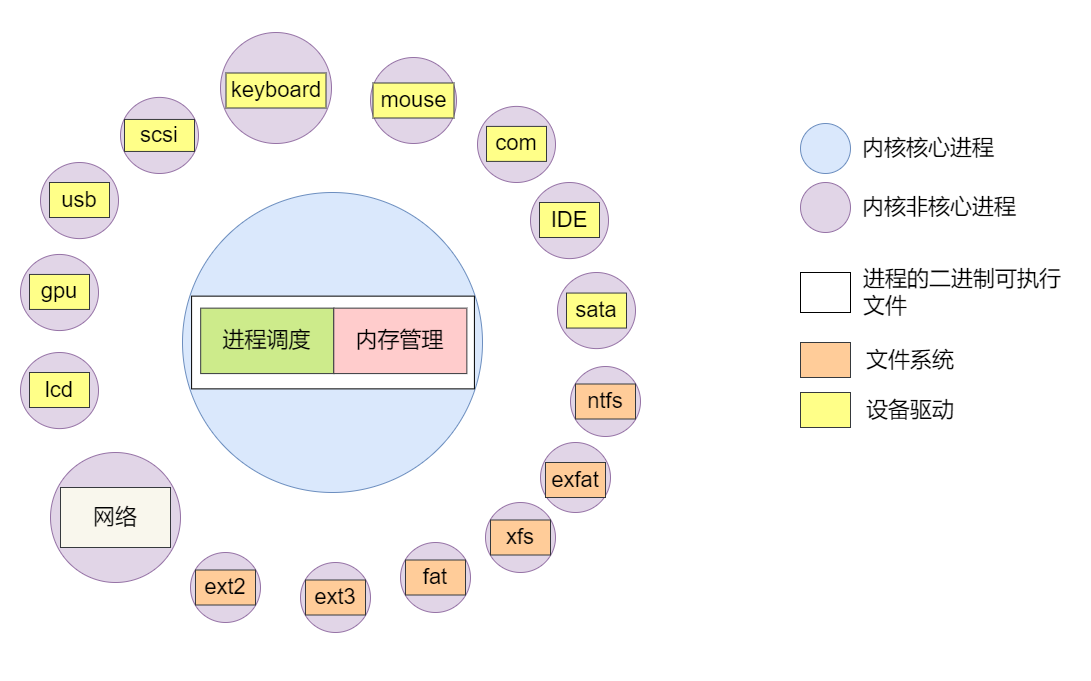 keyboard
mouse
scsi
com
usb
IDE
gpu
sata
进程调度
内存管理
lcd
ntfs
exfat
网络
xfs
fat
ext2
ext3
内核核心进程
内核非核心进程
进程的二进制可执行
文件
文件系统
设备驱动